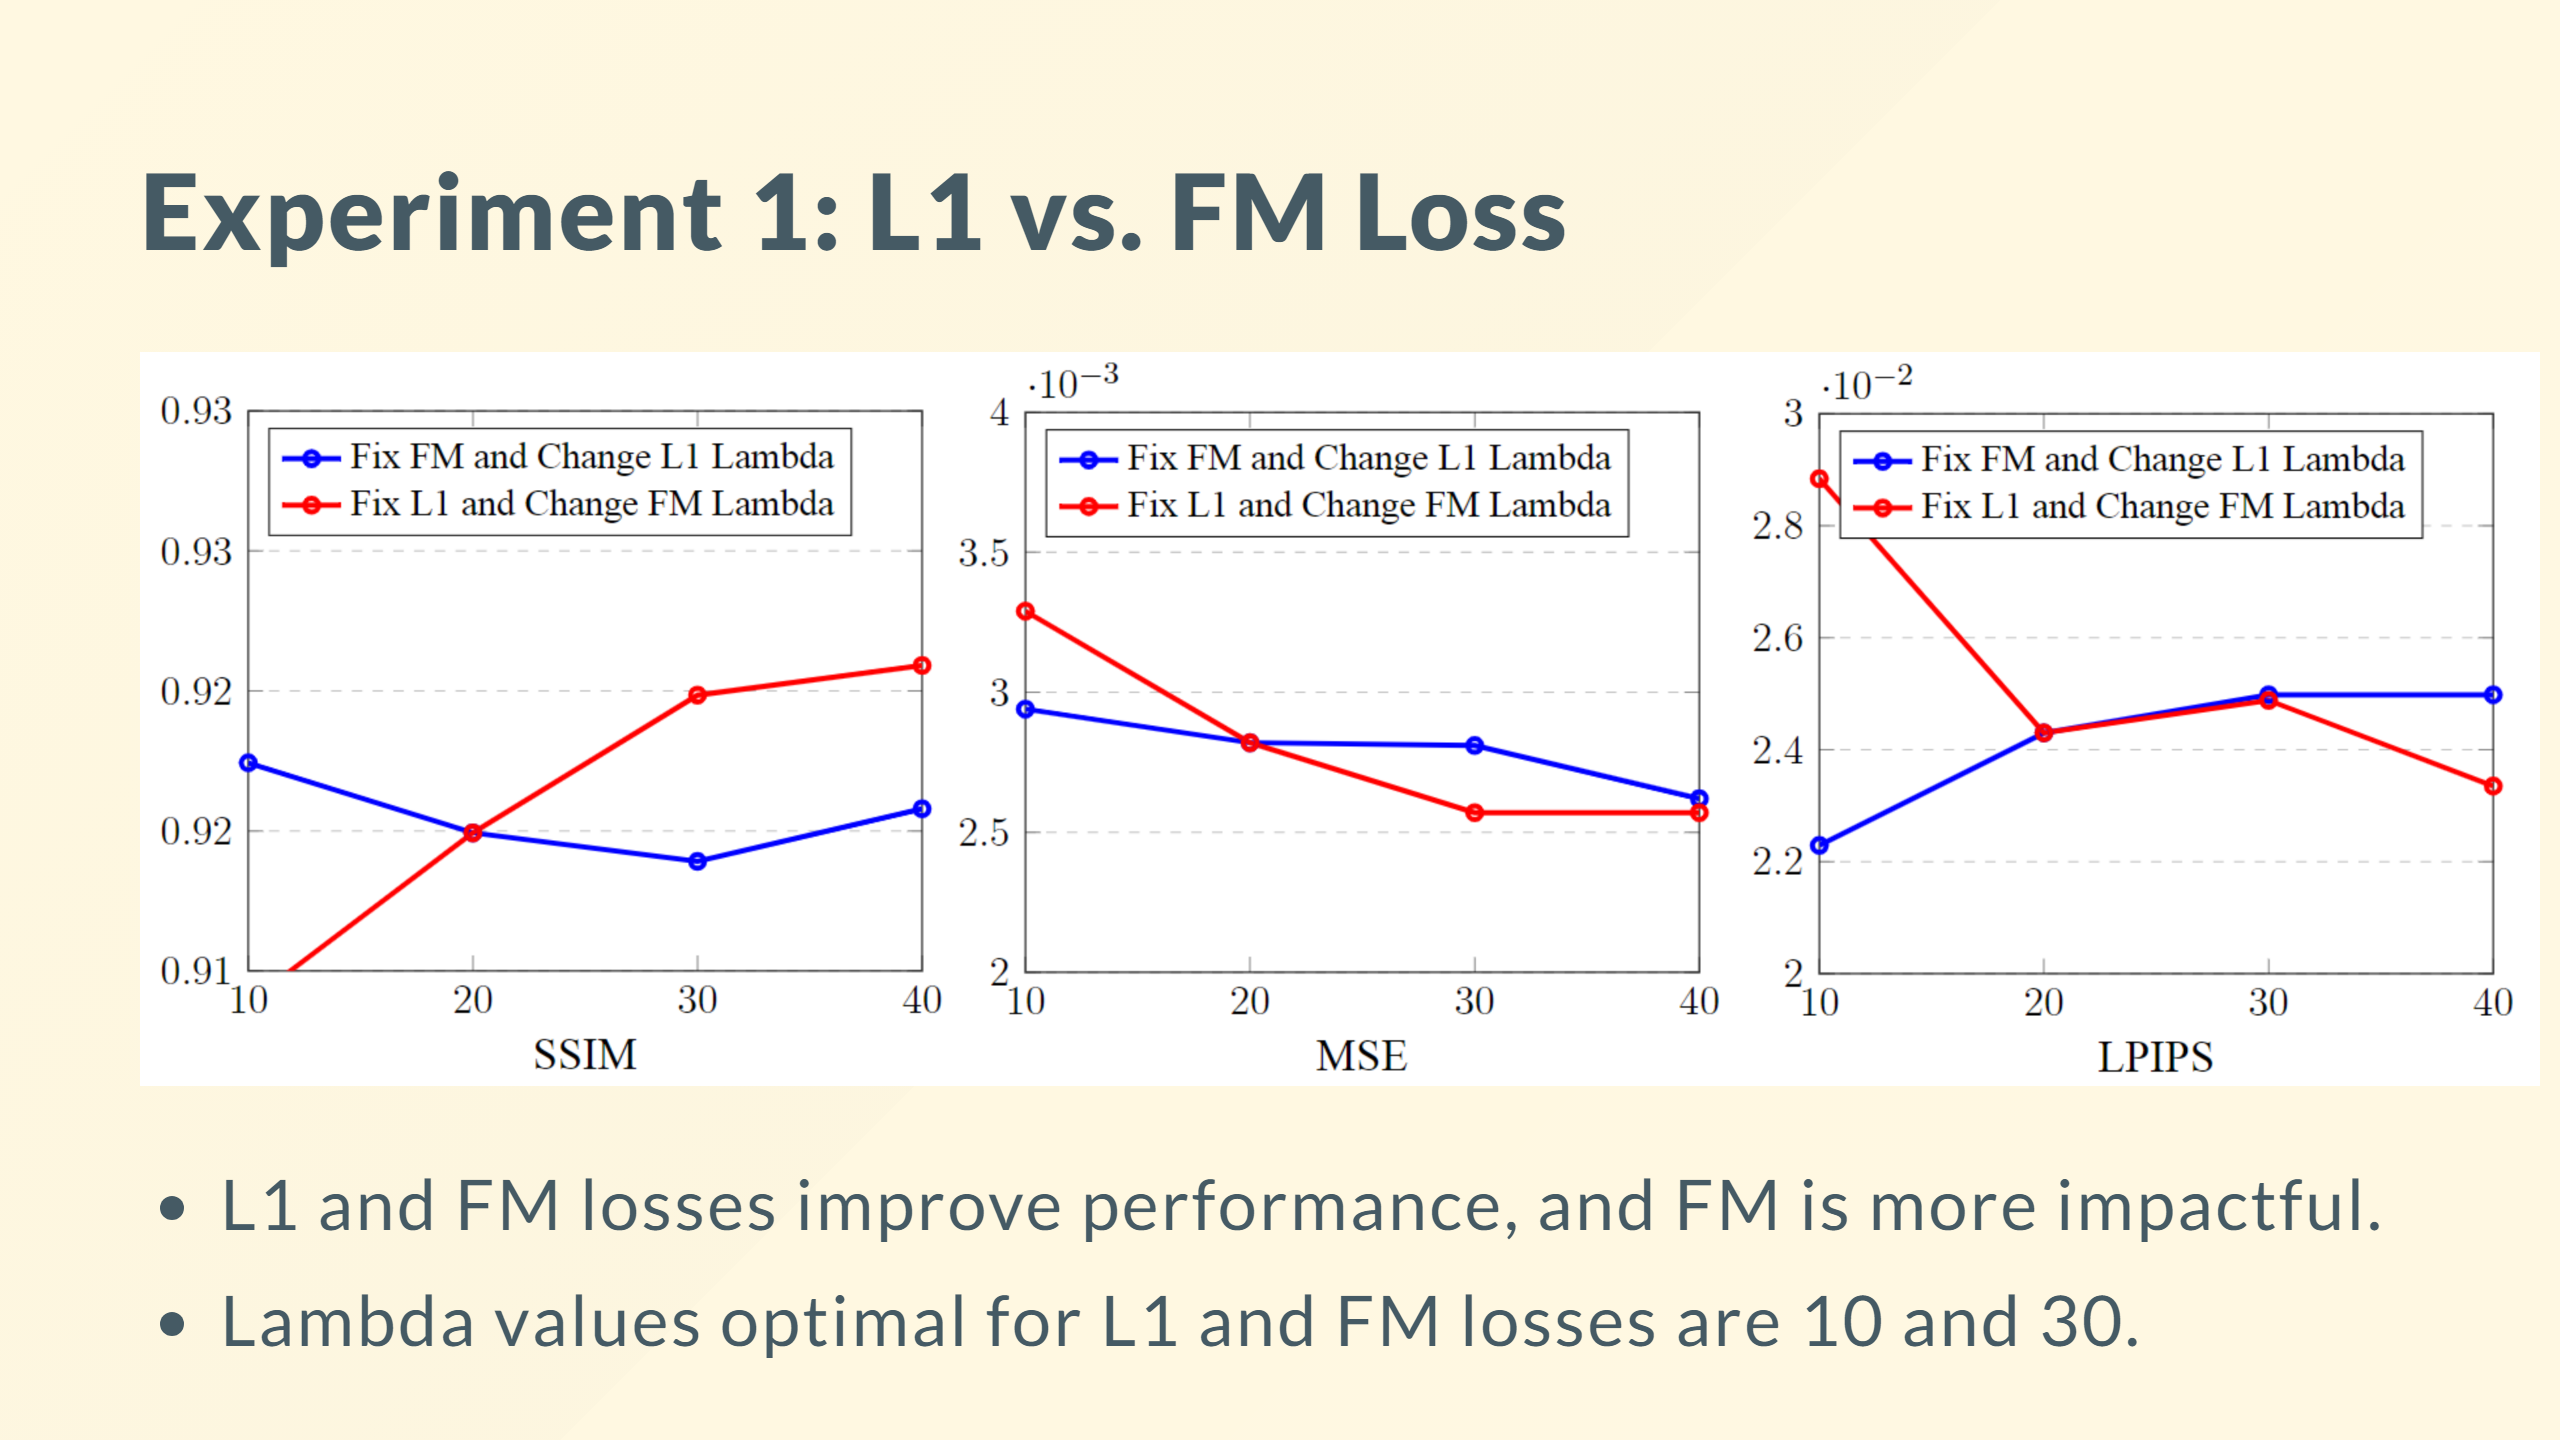 Experiment 1: L1 vs. FM Loss
0.93
0.93
0.92
0.92
0.91
Fix FM and Change L1 Lambda
Fix L1 and Change FM Lambda
10 20 30 40
SSIM
·10⁻³
4
3.5
3
2.5
2
Fix FM and Change L1 Lambda
Fix L1 and Change FM Lambda
10 20 30 40
MSE
·10⁻²
3
2.8
2.6
2.4
2.2
2
Fix FM and Change L1 Lambda
Fix L1 and Change FM Lambda
10 20 30 40
LPIPS
• L1 and FM losses improve performance, and FM is more impactful.
• Lambda values optimal for L1 and FM losses are 10 and 30.